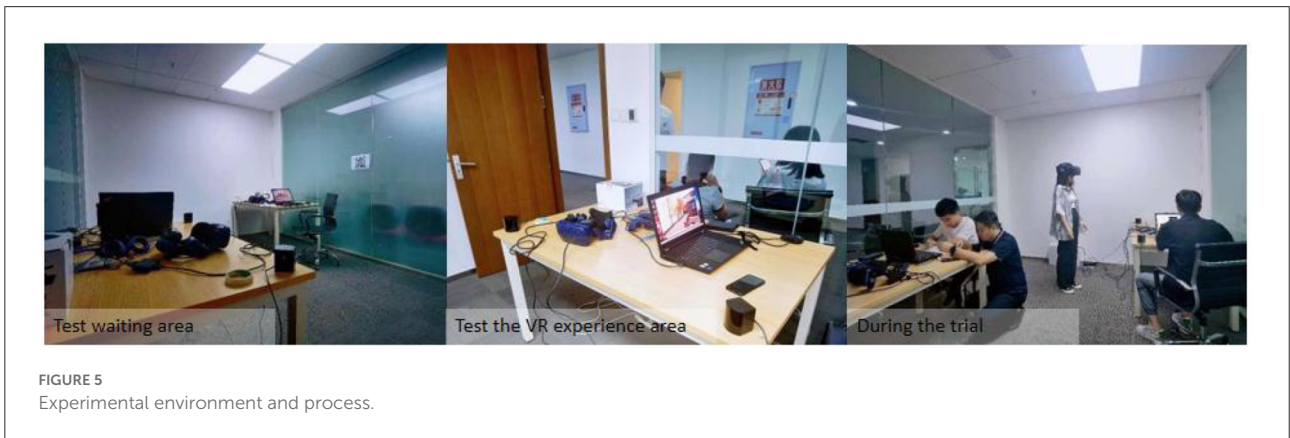 Test waiting area
Test the VR experience area
During the trial
FIGURE 5
Experimental environment and process.